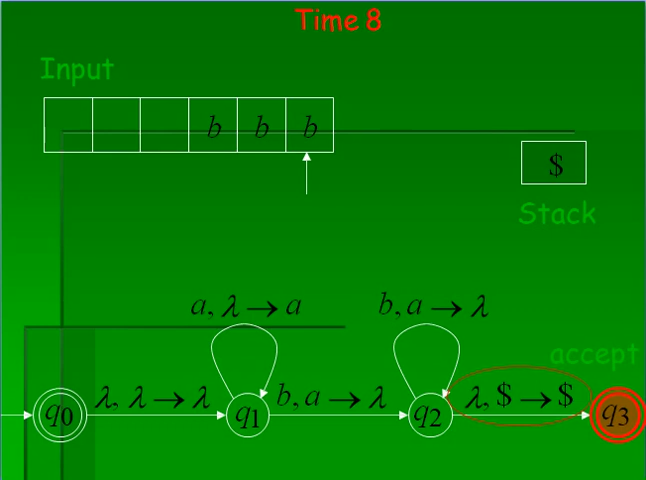 Time 8
Input
b b b
$
Stack
a, λ → a
b, a → λ
accept
q0
λ, λ → λ
q1
b, a → λ
q2
λ, $ → $
q3